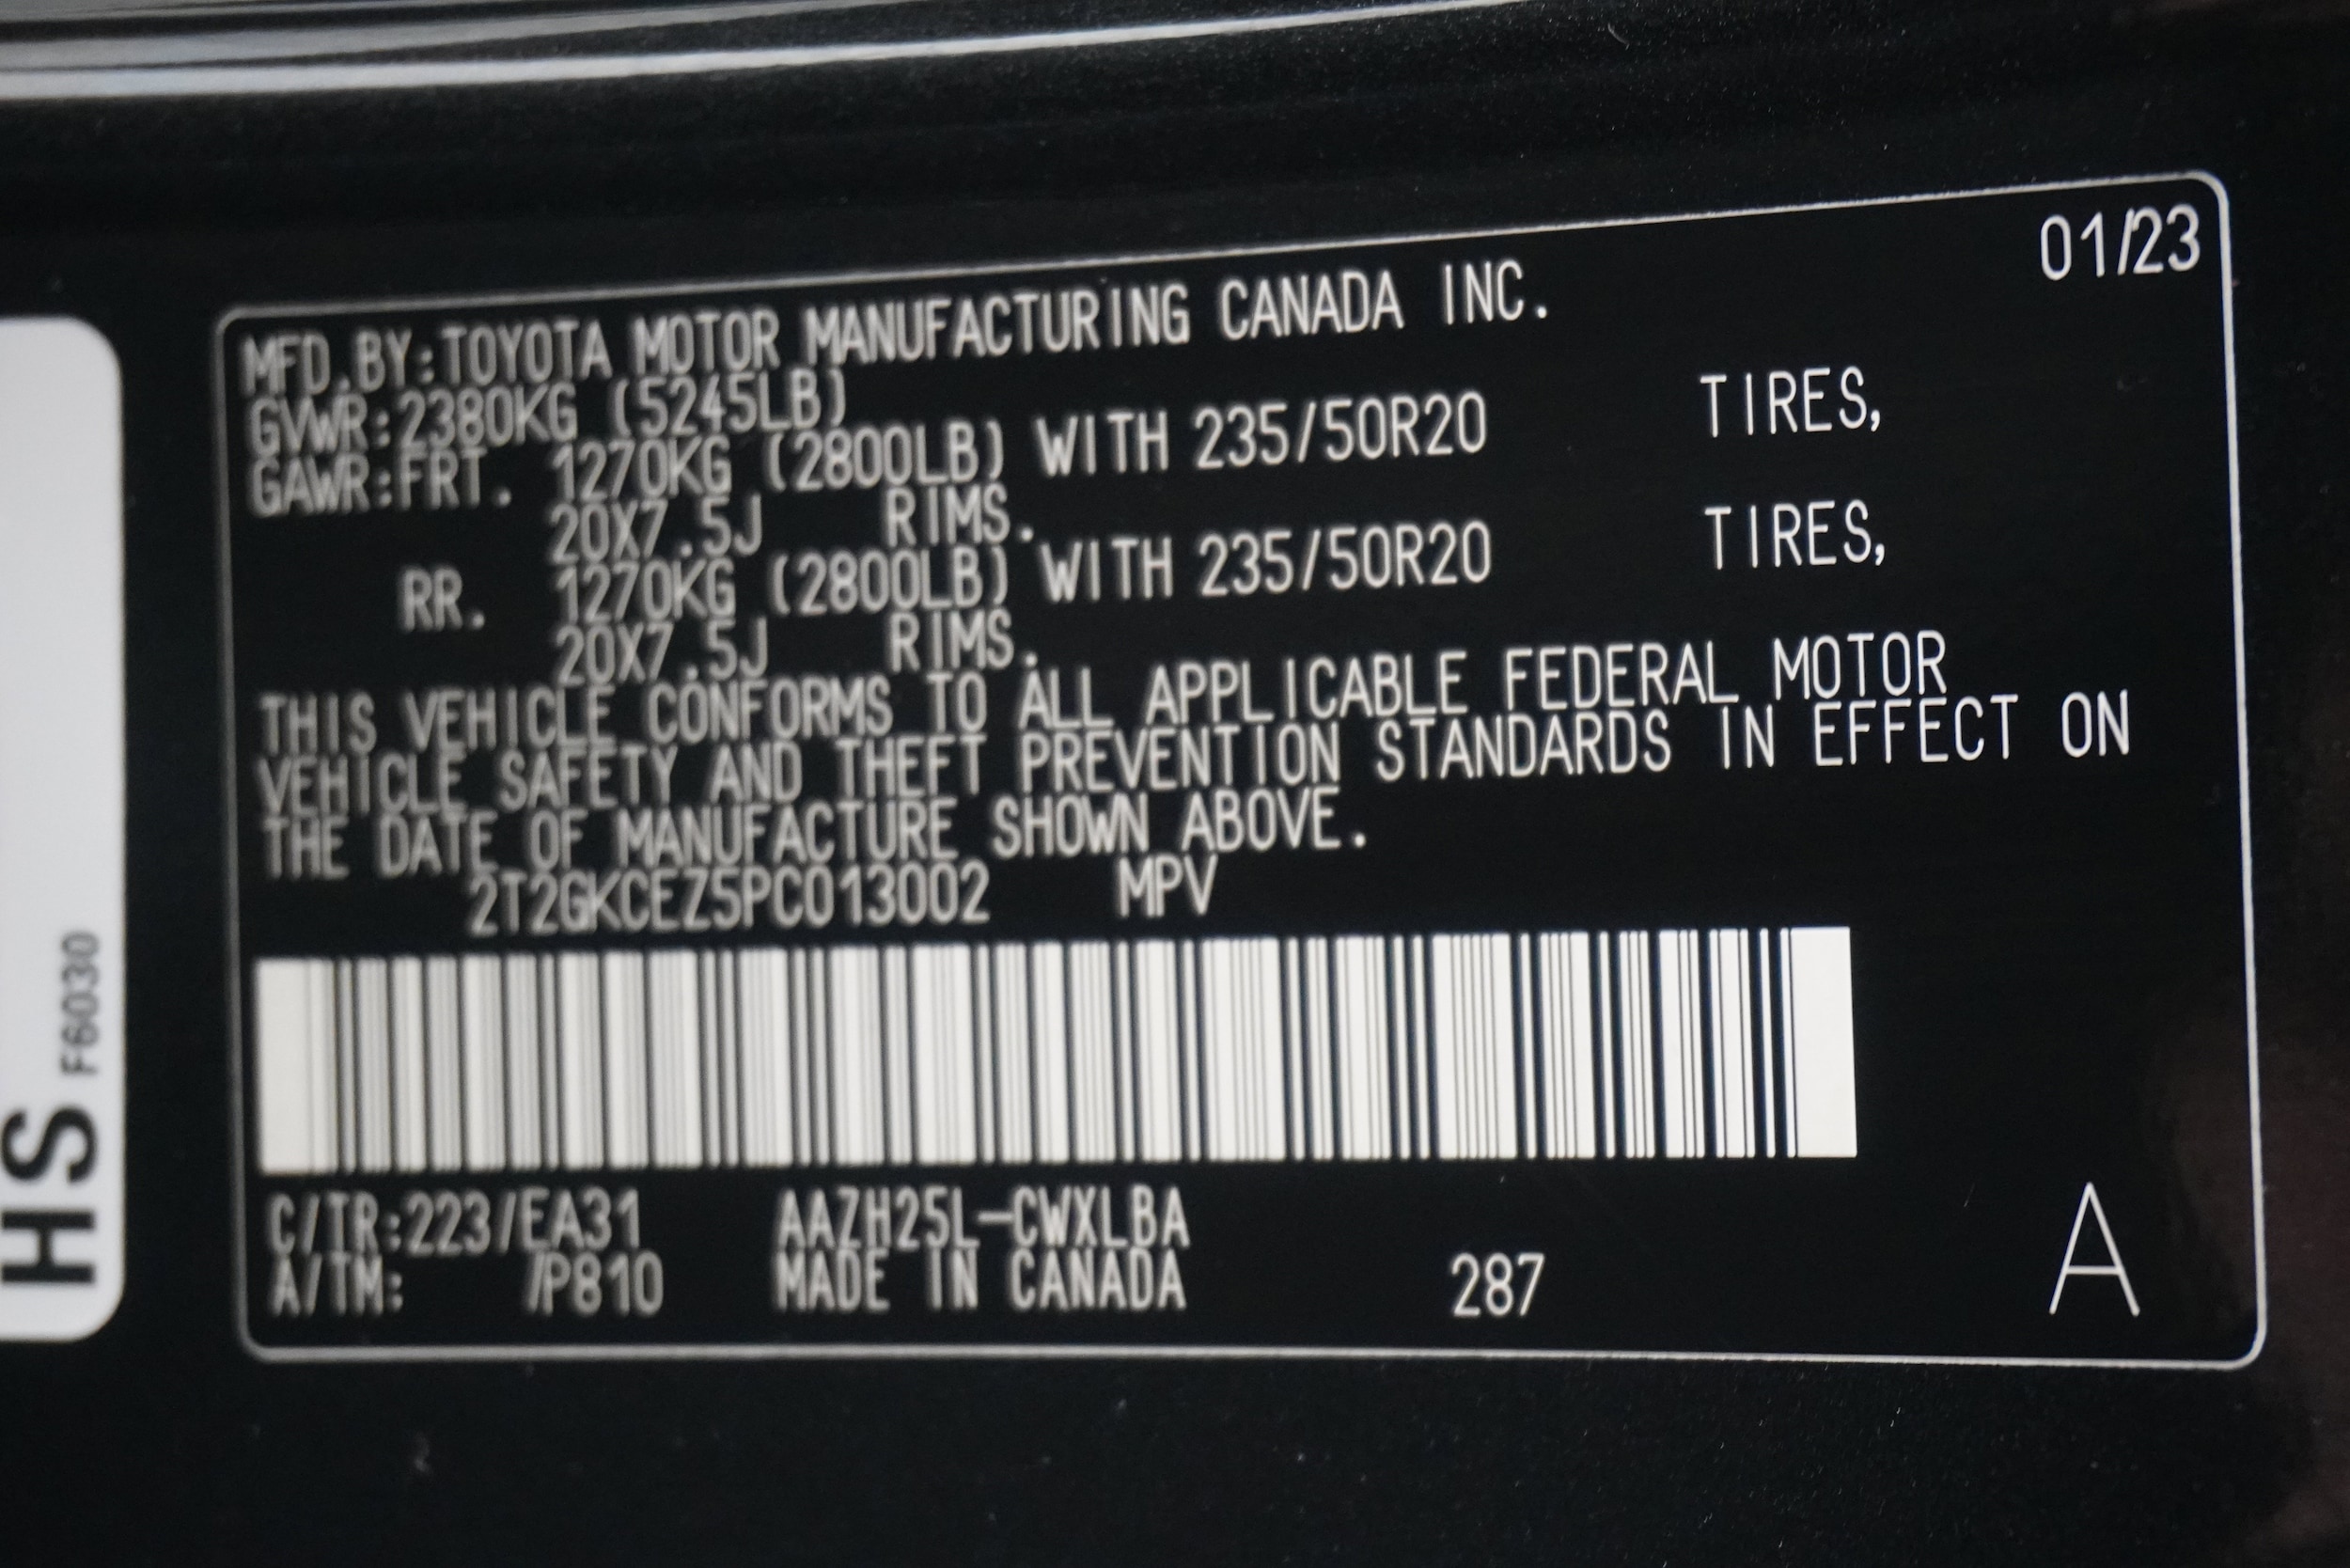 01/23
MFD.BY:TOYOTA MOTOR MANUFACTURING CANADA INC.
GVWR:2380KG (5245LB)
GAWR:FRT. 1270KG (2800LB) WITH 235/50R20 TIRES,
20X7.5J RIMS.
RR. 1270KG (2800LB) WITH 235/50R20 TIRES,
20X7.5J RIMS.
THIS VEHICLE CONFORMS TO ALL APPLICABLE FEDERAL MOTOR
VEHICLE SAFETY AND THEFT PREVENTION STANDARDS IN EFFECT ON
THE DATE OF MANUFACTURE SHOWN ABOVE.
2T2GKCEZ5PC013002 MPV
C/TR:223/EA31 AAZH25L-CWXLBA
A/TM: /P810 MADE IN CANADA 287 A
HS F6030